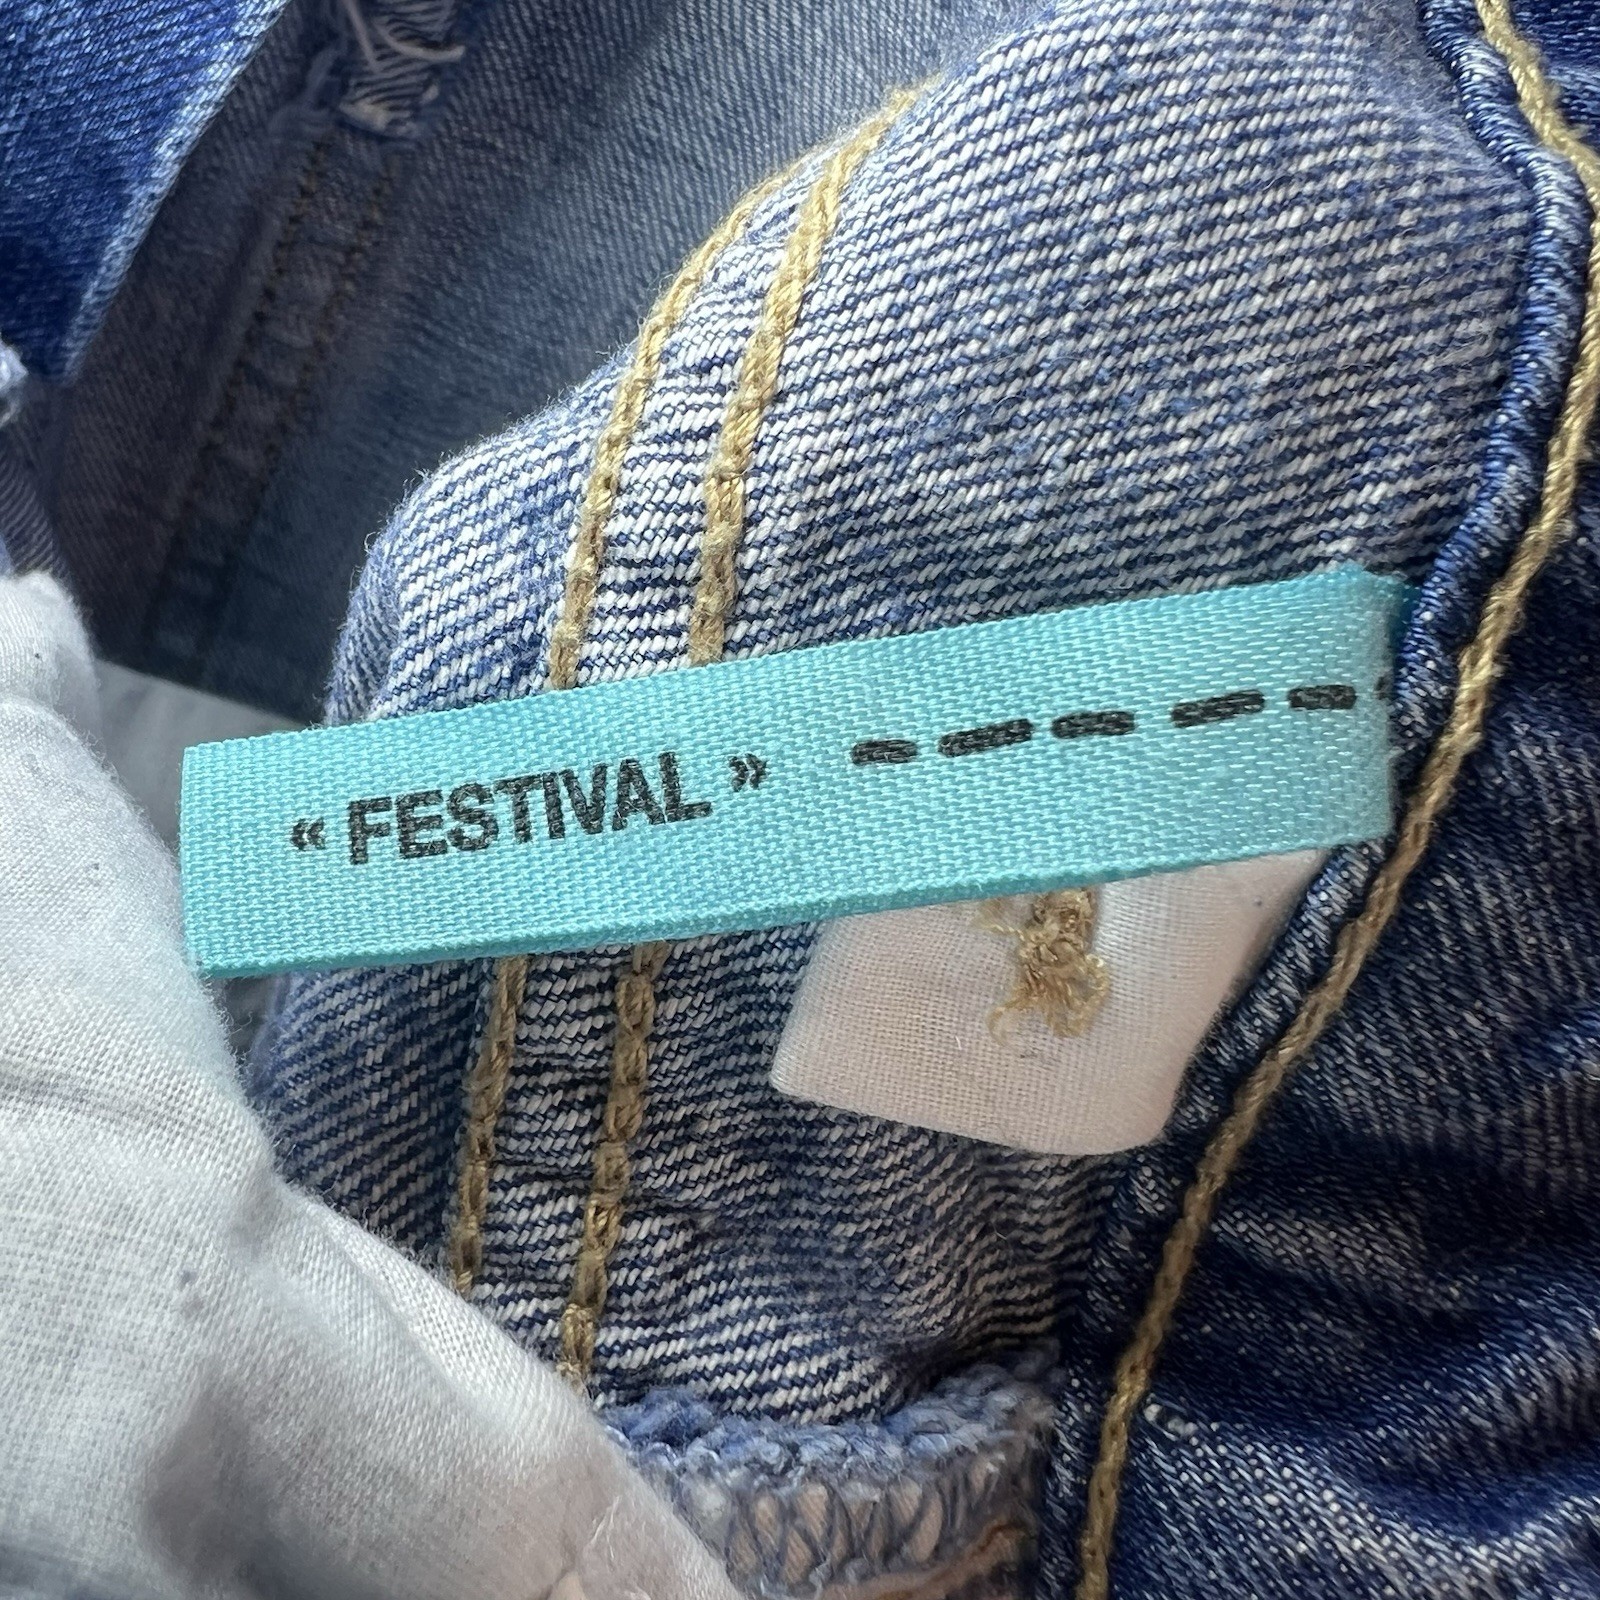 « FESTIVAL »